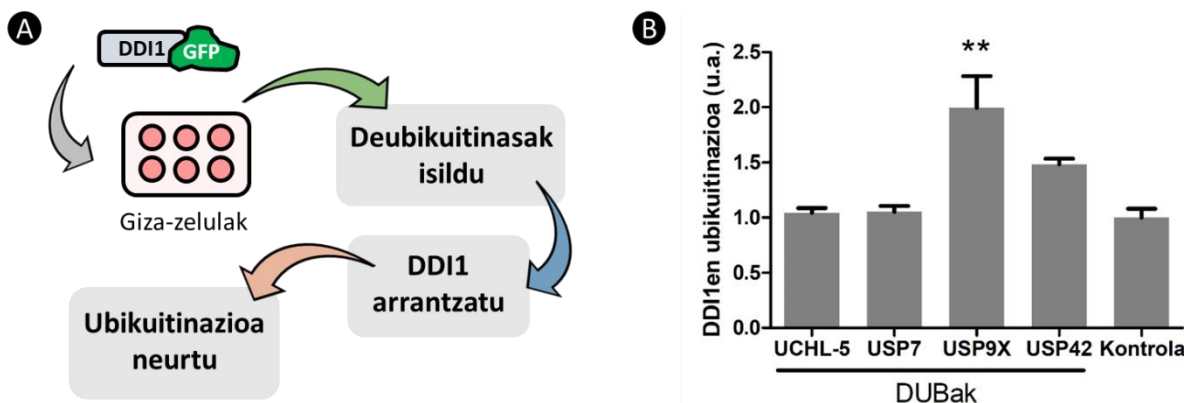 A
DDI1
GFP
Giza-zelulak
Deubikuitinasak
isildu
DDI1
arrantzatu
Ubikuitinazioa
neurtu
B
DDI1en ubikuitinazioa (u.a.)
2.5
2.0
1.5
1.0
0.5
0.0
**
UCHL-5 USP7 USP9X USP42 Kontrola
DUBak